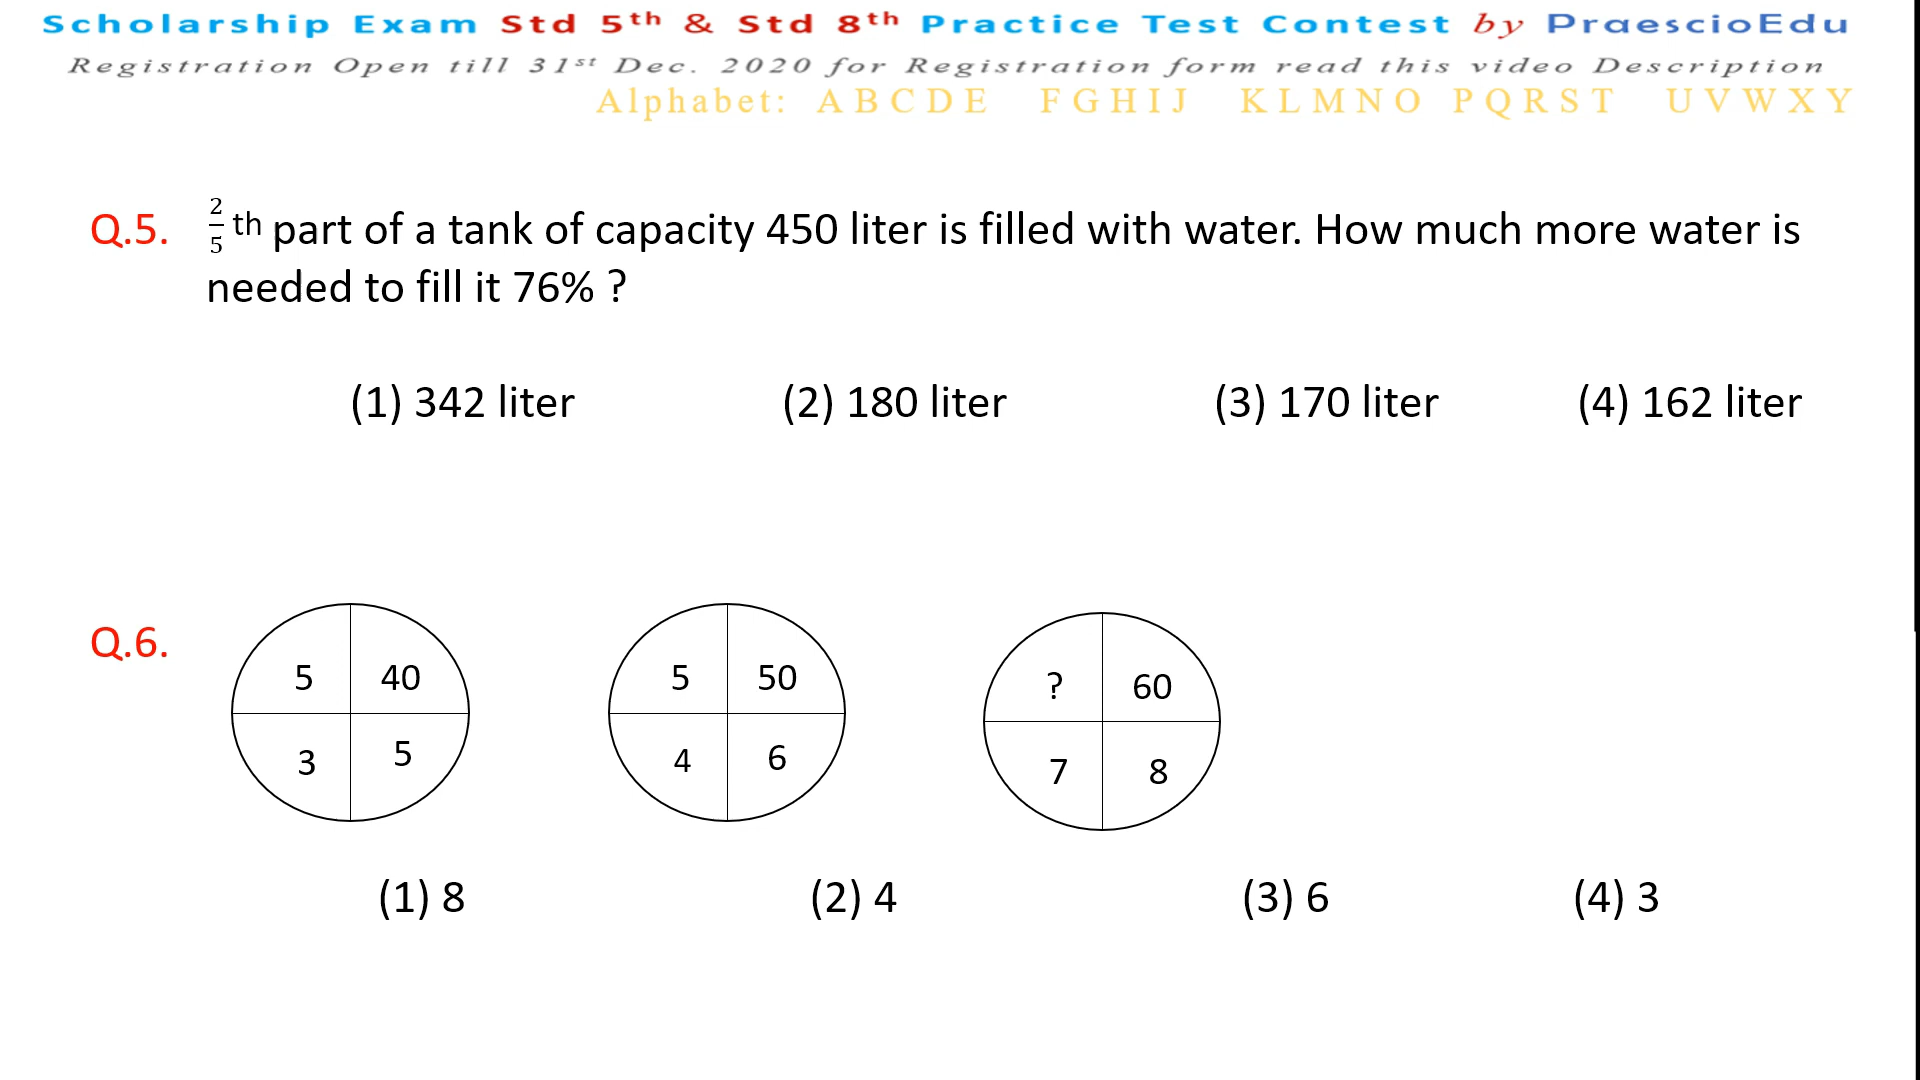 Scholarship Exam Std 5th & Std 8th Practice Test Contest by PraescioEdu
Registration Open till 31st Dec. 2020 for Registration form read this video Description
Alphabet: A B C D E F G H I J K L M N O P Q R S T U V W X Y
Q.5. 2/5 th part of a tank of capacity 450 liter is filled with water. How much more water is
needed to fill it 76% ?
(1) 342 liter (2) 180 liter (3) 170 liter (4) 162 liter
Q.6.
5 40 5 50 ? 60
3 5 4 6 7 8
(1) 8 (2) 4 (3) 6 (4) 3